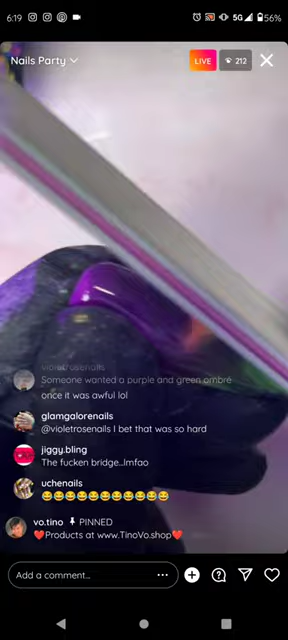 6:19
5G
56%
Nails Party
LIVE
212
violetrosenails
Someone wanted a purple and green ombré
once it was awful lol
glamgalorenails
@violetrosenails I bet that was so hard
jiggy.bling
The fucken bridge...lmfao
uchenails
😂😂😂😂😂😂😂😂😂😂😂
vo.tino 📌 PINNED
❤️Products at www.TinoVo.shop❤️
Add a comment...